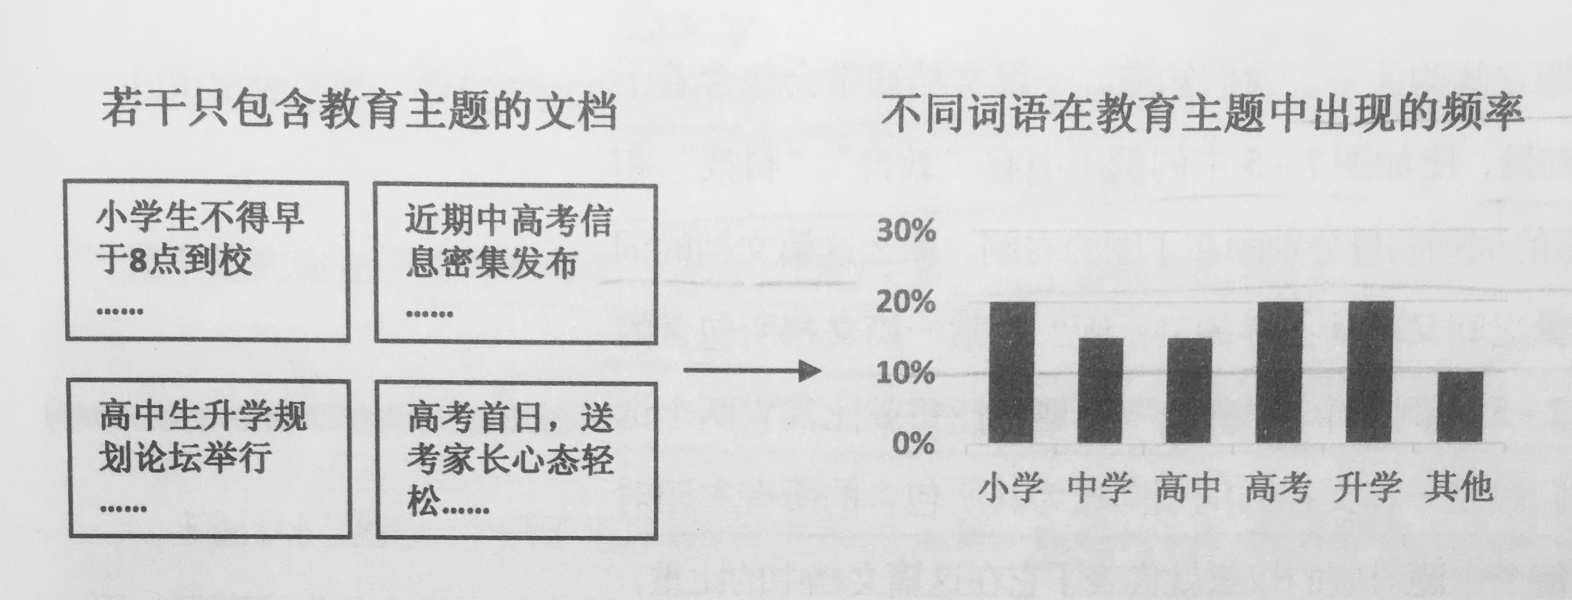 若干只包含教育主题的文档
小学生不得早
于8点到校
......
近期中高考信
息密集发布
......
高中生升学规
划论坛举行
......
高考首日，送
考家长心态轻
松......
不同词语在教育主题中出现的频率
30%
20%
10%
0%
小学 中学 高中 高考 升学 其他